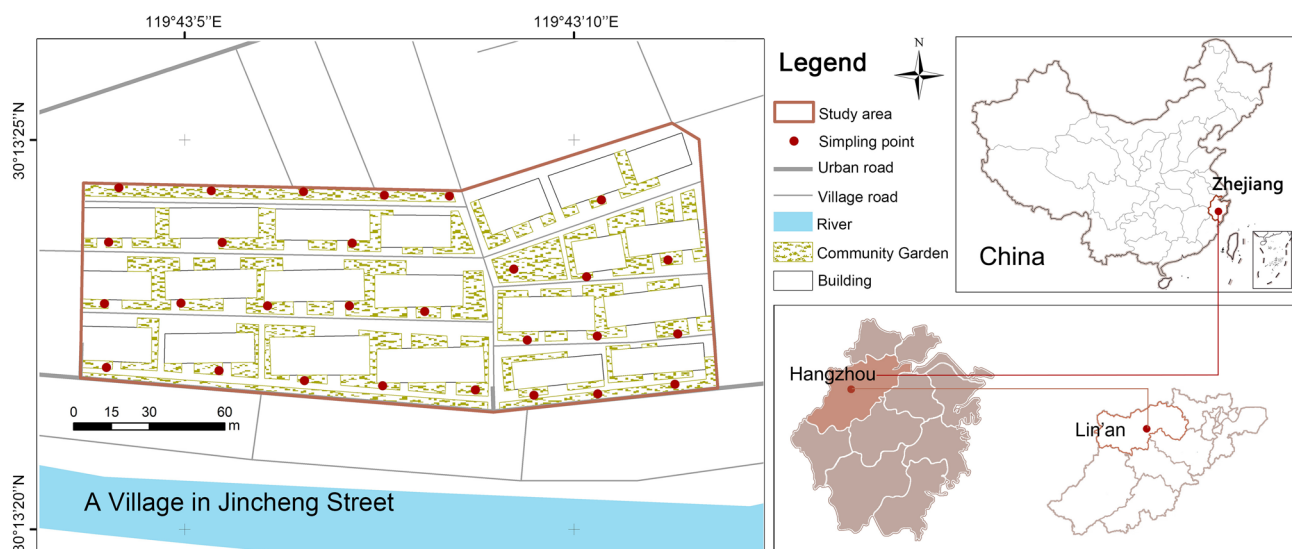 119°43'5''E
119°43'10''E
30°13'25''N
30°13'20''N
0 15 30 60
m
A Village in Jincheng Street
Legend
N
Study area
Simpling point
Urban road
Village road
River
Community Garden
Building
Zhejiang
China
Hangzhou
Lin'an